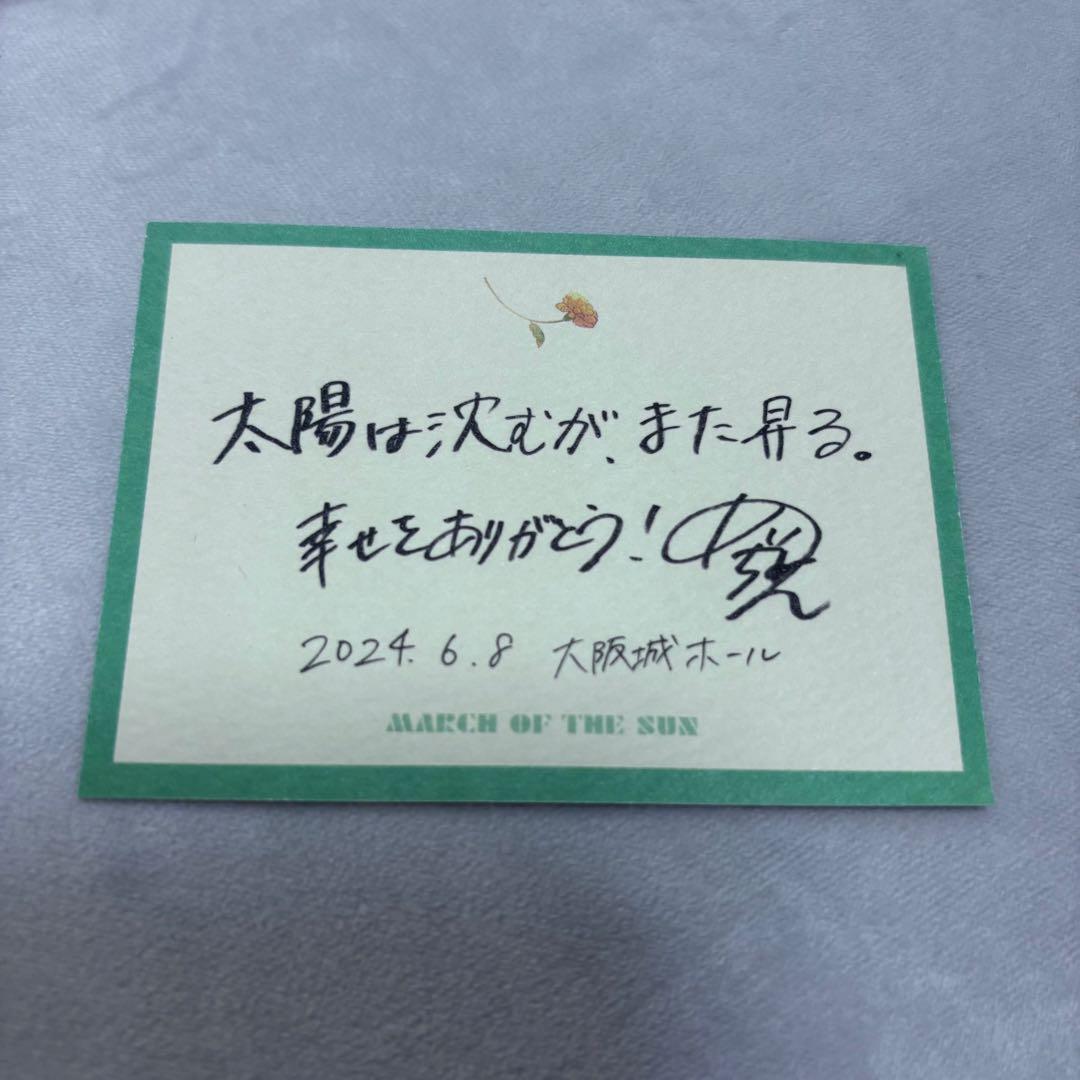 太陽は沈むが、また昇る。
幸せをありがとう!
2024.6.8 大阪城ホール
MARCH OF THE SUN